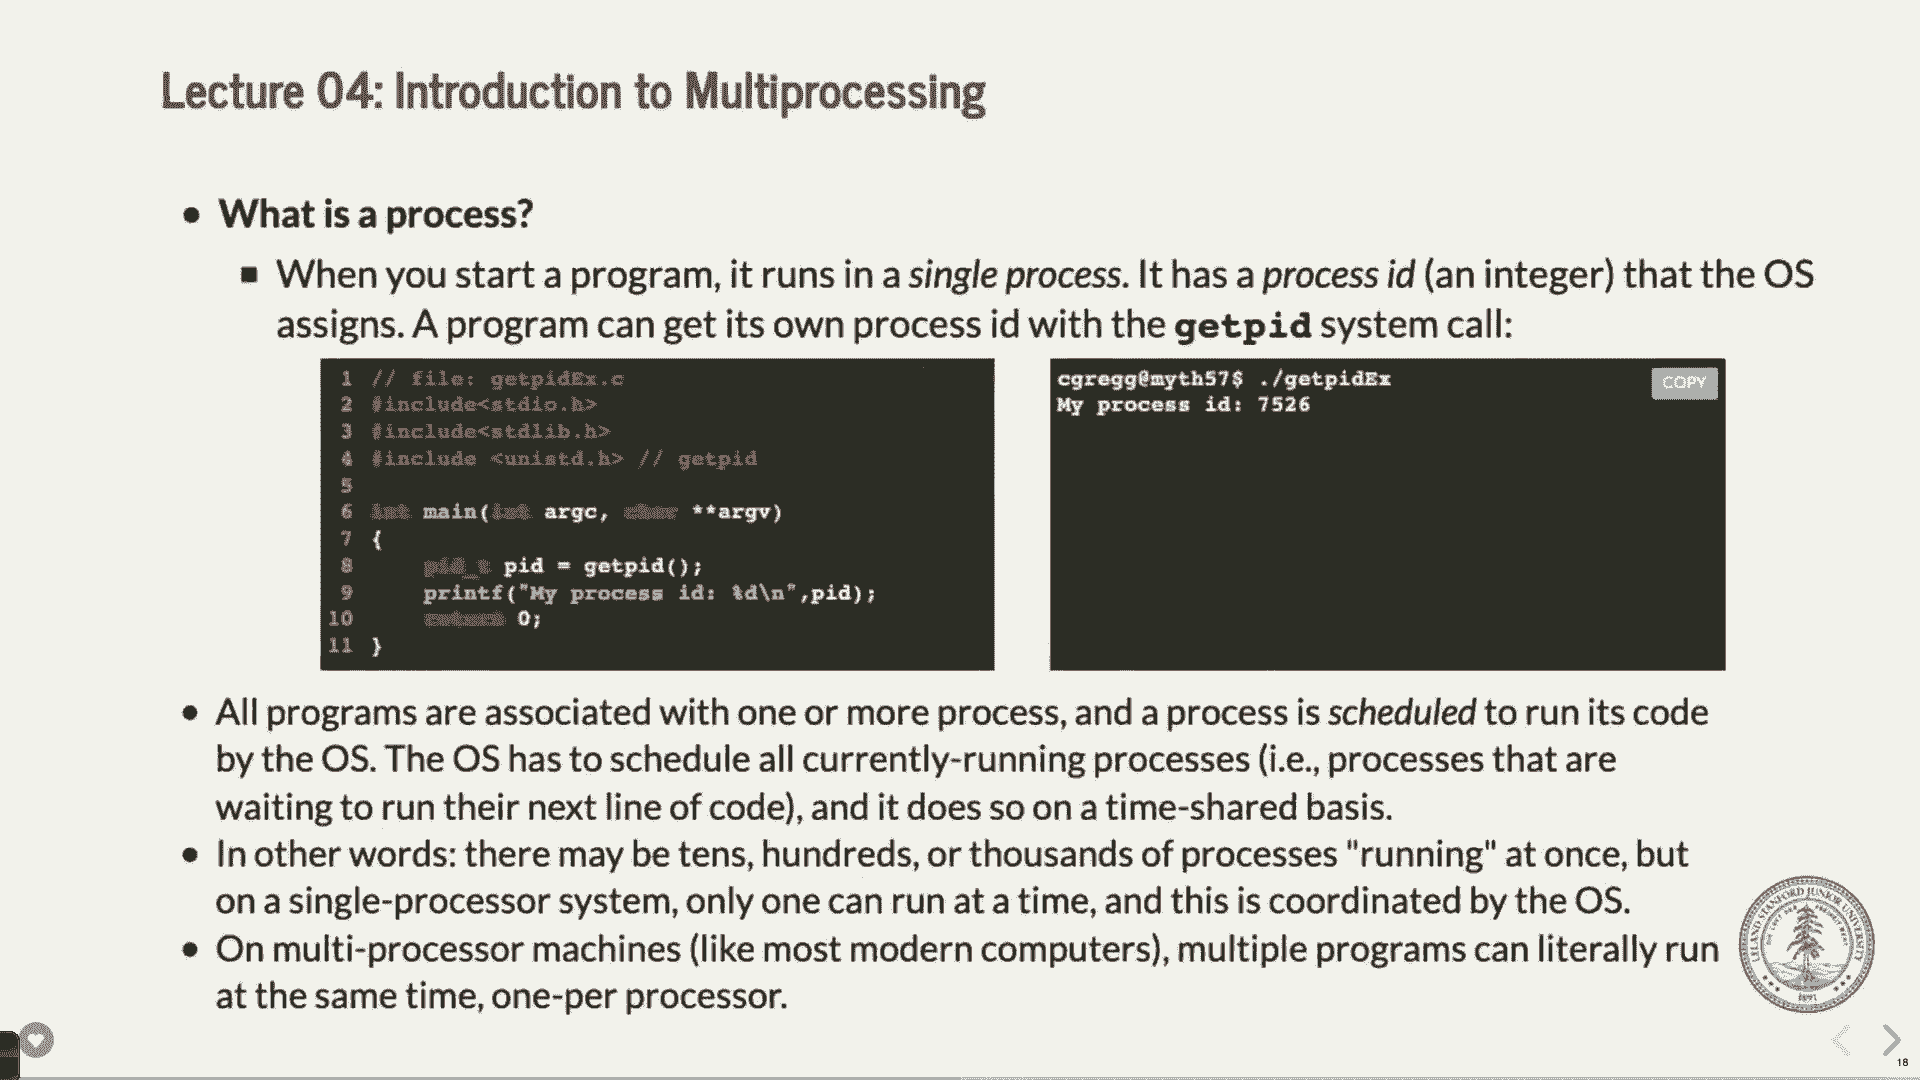 Lecture 04: Introduction to Multiprocessing
• What is a process?
▪ When you start a program, it runs in a single process. It has a process id (an integer) that the OS
assigns. A program can get its own process id with the getpid system call:
1 // file: getpidEx.c
2 #include<stdio.h>
3 #include<stdlib.h>
4 #include <unistd.h> // getpid
5
6 int main(int argc, char **argv)
7 {
8 pid_t pid = getpid();
9 printf("My process id: %d\n",pid);
10 return 0;
11 }
cgregg@myth57$ ./getpidEx
COPY
My process id: 7526
• All programs are associated with one or more process, and a process is scheduled to run its code
by the OS. The OS has to schedule all currently-running processes (i.e., processes that are
waiting to run their next line of code), and it does so on a time-shared basis.
• In other words: there may be tens, hundreds, or thousands of processes "running" at once, but
on a single-processor system, only one can run at a time, and this is coordinated by the OS.
• On multi-processor machines (like most modern computers), multiple programs can literally run
at the same time, one-per processor.
LELAND STANFORD JUNIOR UNIVERSITY
1891
18